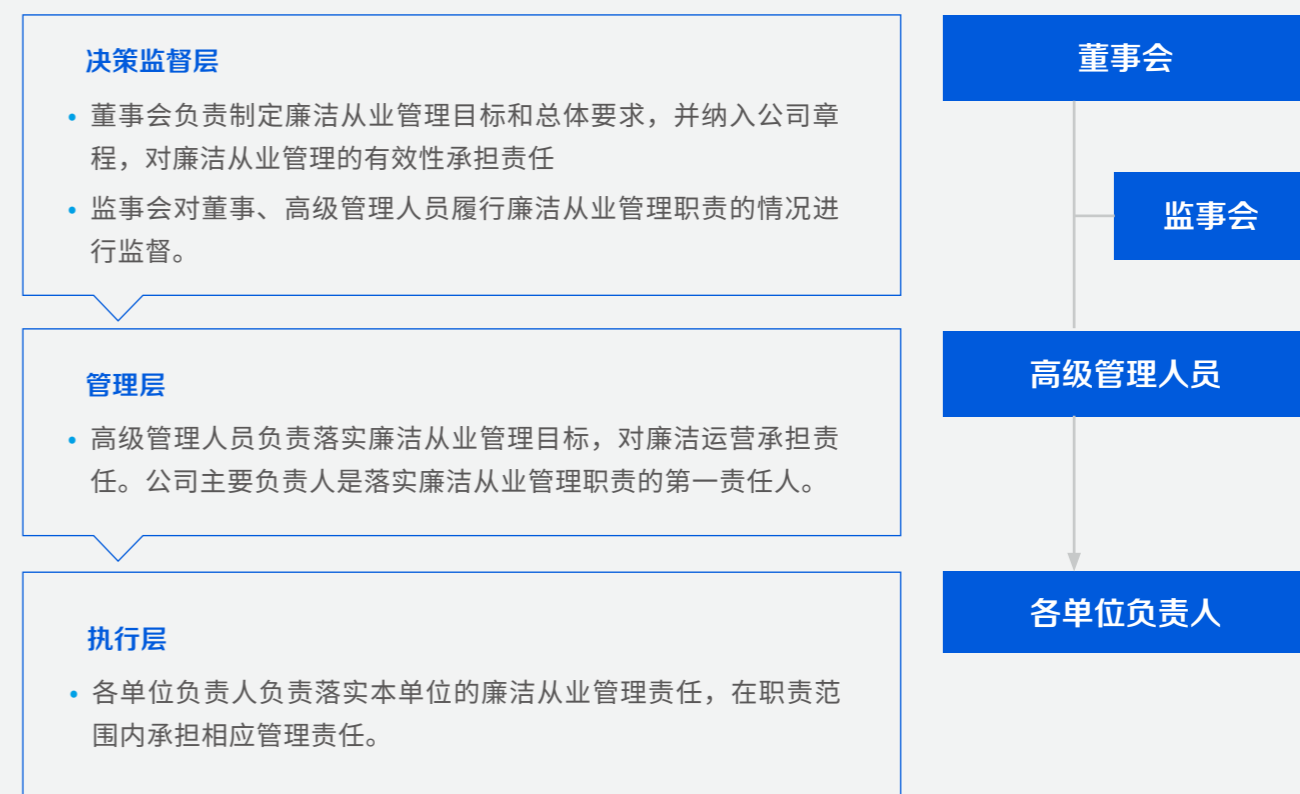 决策监督层
• 董事会负责制定廉洁从业管理目标和总体要求，并纳入公司章
程，对廉洁从业管理的有效性承担责任
• 监事会对董事、高级管理人员履行廉洁从业管理职责的情况进
行监督。
管理层
• 高级管理人员负责落实廉洁从业管理目标，对廉洁运营承担责
任。公司主要负责人是落实廉洁从业管理职责的第一责任人。
执行层
• 各单位负责人负责落实本单位的廉洁从业管理责任，在职责范
围内承担相应管理责任。
董事会
监事会
高级管理人员
各单位负责人